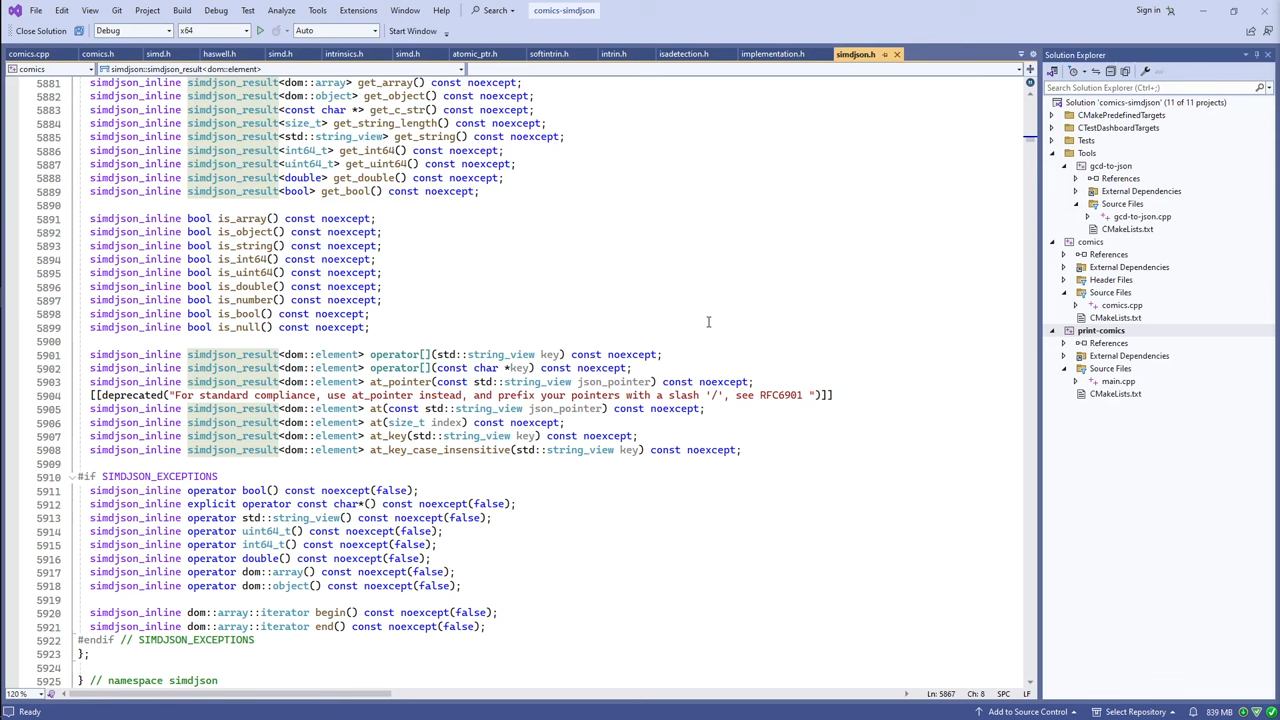 File Edit View Git Project Build Debug Test Analyze Tools Extensions Window Help Search comics-simdjson Sign in
Close Solution Debug x64 Auto Start Window
comics.cpp comics.h simd.h haswell.h simd.h intrinsics.h simd.h atomic_ptr.h softintrin.h intrin.h isadetection.h implementation.h simdjson.h
comics simdjson::simdjson_result<dom::element>
5881 simdjson_inline simdjson_result<dom::array> get_array() const noexcept;
5882 simdjson_inline simdjson_result<dom::object> get_object() const noexcept;
5883 simdjson_inline simdjson_result<const char *> get_c_str() const noexcept;
5884 simdjson_inline simdjson_result<size_t> get_string_length() const noexcept;
5885 simdjson_inline simdjson_result<std::string_view> get_string() const noexcept;
5886 simdjson_inline simdjson_result<int64_t> get_int64() const noexcept;
5887 simdjson_inline simdjson_result<uint64_t> get_uint64() const noexcept;
5888 simdjson_inline simdjson_result<double> get_double() const noexcept;
5889 simdjson_inline simdjson_result<bool> get_bool() const noexcept;
5890
5891 simdjson_inline bool is_array() const noexcept;
5892 simdjson_inline bool is_object() const noexcept;
5893 simdjson_inline bool is_string() const noexcept;
5894 simdjson_inline bool is_int64() const noexcept;
5895 simdjson_inline bool is_uint64() const noexcept;
5896 simdjson_inline bool is_double() const noexcept;
5897 simdjson_inline bool is_number() const noexcept;
5898 simdjson_inline bool is_bool() const noexcept;
5899 simdjson_inline bool is_null() const noexcept;
5900
5901 simdjson_inline simdjson_result<dom::element> operator[](std::string_view key) const noexcept;
5902 simdjson_inline simdjson_result<dom::element> operator[](const char *key) const noexcept;
5903 simdjson_inline simdjson_result<dom::element> at_pointer(const std::string_view json_pointer) const noexcept;
5904 [[deprecated("For standard compliance, use at_pointer instead, and prefix your pointers with a slash '/', see RFC6901 ")]]
5905 simdjson_inline simdjson_result<dom::element> at(const std::string_view json_pointer) const noexcept;
5906 simdjson_inline simdjson_result<dom::element> at(size_t index) const noexcept;
5907 simdjson_inline simdjson_result<dom::element> at_key(std::string_view key) const noexcept;
5908 simdjson_inline simdjson_result<dom::element> at_key_case_insensitive(std::string_view key) const noexcept;
5909
5910 #if SIMDJSON_EXCEPTIONS
5911 simdjson_inline operator bool() const noexcept(false);
5912 simdjson_inline explicit operator const char*() const noexcept(false);
5913 simdjson_inline operator std::string_view() const noexcept(false);
5914 simdjson_inline operator uint64_t() const noexcept(false);
5915 simdjson_inline operator int64_t() const noexcept(false);
5916 simdjson_inline operator double() const noexcept(false);
5917 simdjson_inline operator dom::array() const noexcept(false);
5918 simdjson_inline operator dom::object() const noexcept(false);
5919
5920 simdjson_inline dom::array::iterator begin() const noexcept(false);
5921 simdjson_inline dom::array::iterator end() const noexcept(false);
5922 #endif // SIMDJSON_EXCEPTIONS
5923 };
5924
5925 } // namespace simdjson
120 % Ln: 5867 Ch: 8 SPC LF
Solution Explorer
Search Solution Explorer (Ctrl+;)
Solution 'comics-simdjson' (11 of 11 projects)
CMakePredefinedTargets
CTestDashboardTargets
Tests
Tools
gcd-to-json
References
External Dependencies
Source Files
gcd-to-json.cpp
CMakeLists.txt
comics
References
External Dependencies
Header Files
Source Files
comics.cpp
CMakeLists.txt
print-comics
References
External Dependencies
Source Files
main.cpp
CMakeLists.txt
Ready Add to Source Control Select Repository 839 MB